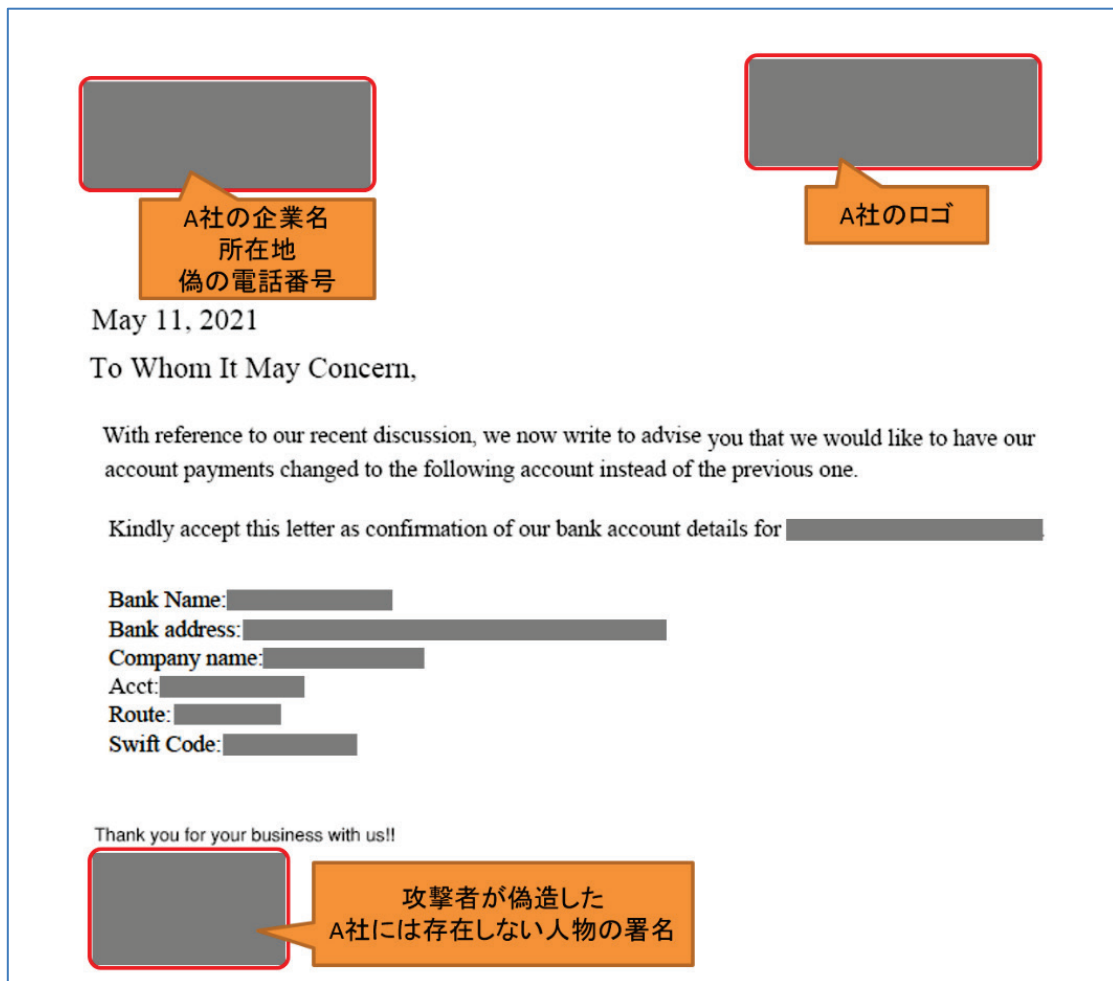 A社の企業名
所在地
偽の電話番号
A社のロゴ
May 11, 2021
To Whom It May Concern,
With reference to our recent discussion, we now write to advise you that we would like to have our
account payments changed to the following account instead of the previous one.
Kindly accept this letter as confirmation of our bank account details for
Bank Name:
Bank address:
Company name:
Acct:
Route:
Swift Code:
Thank you for your business with us!!
攻撃者が偽造した
A社には存在しない人物の署名